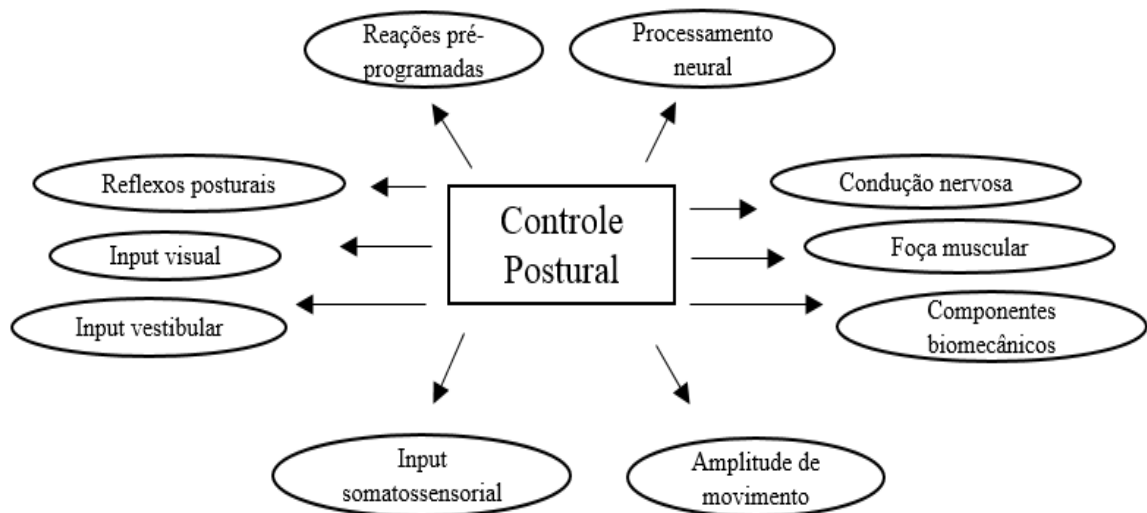 Reações pré-
programadas
Processamento
neural
Reflexos posturais
Condução nervosa
Controle
Postural
Input visual
Foça muscular
Input vestibular
Componentes
biomecânicos
Input
somatossensorial
Amplitude de
movimento